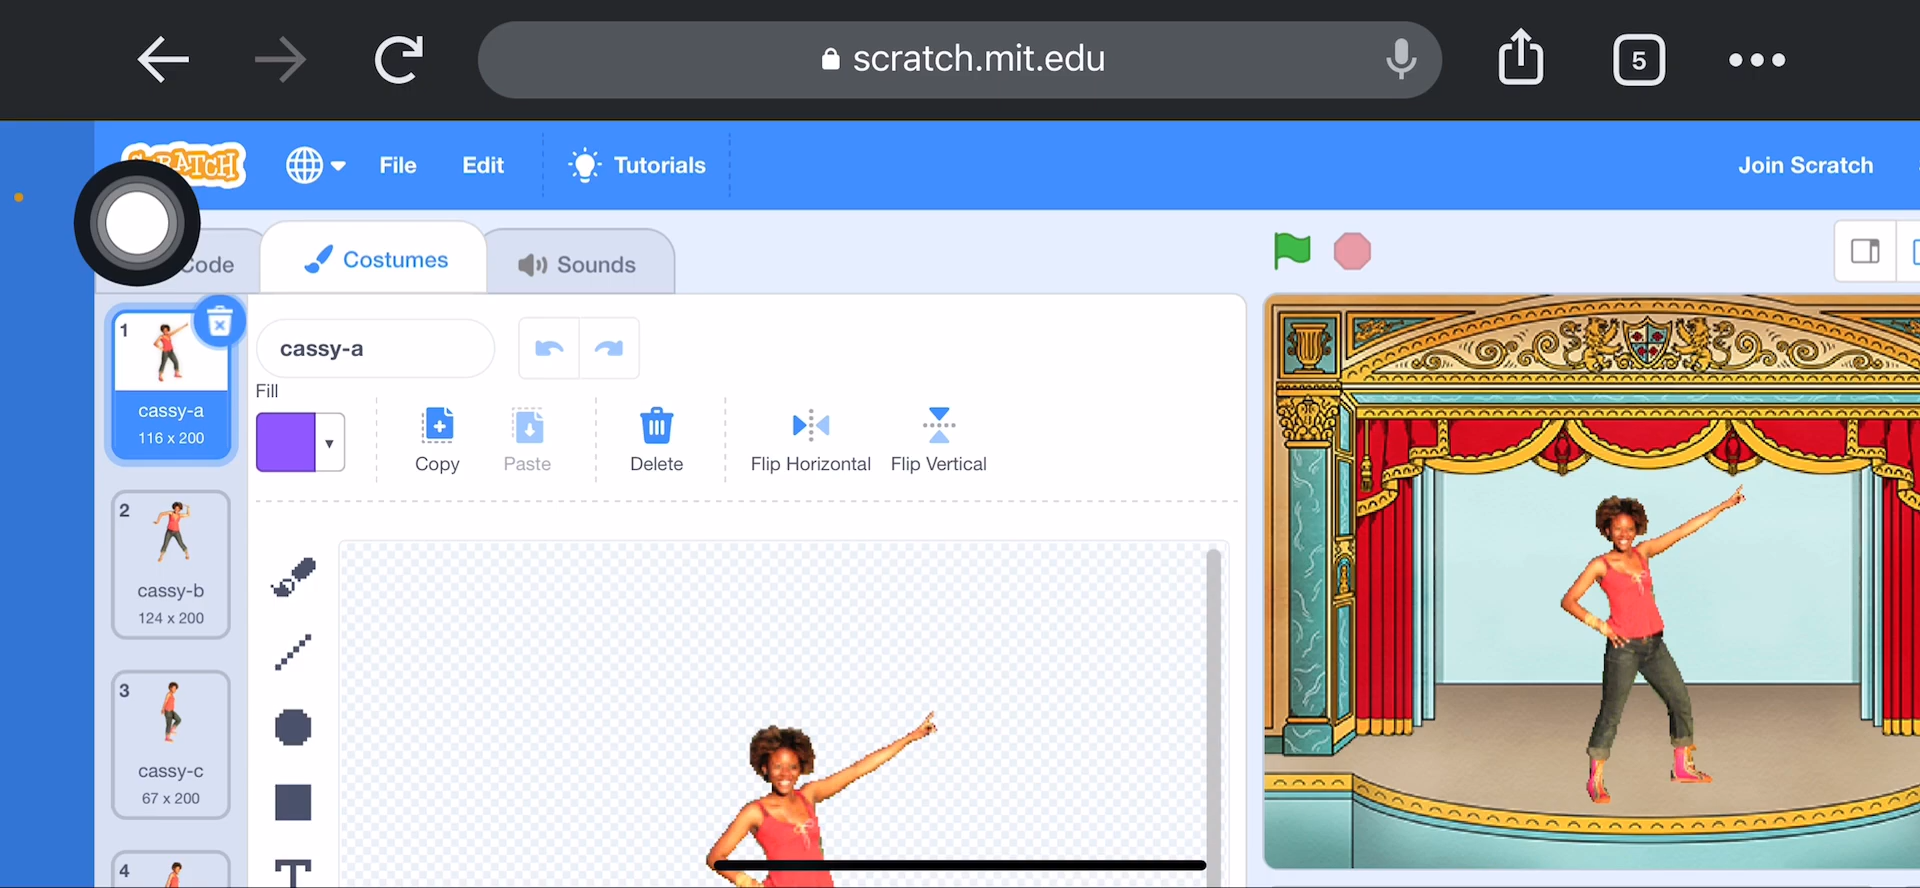 scratch.mit.edu
5
SCRATCH
File
Edit
Tutorials
Join Scratch
Code
Costumes
Sounds
1
cassy-a
116 x 200
2
cassy-b
124 x 200
3
cassy-c
67 x 200
4
cassy-a
Fill
Copy
Paste
Delete
Flip Horizontal
Flip Vertical
T